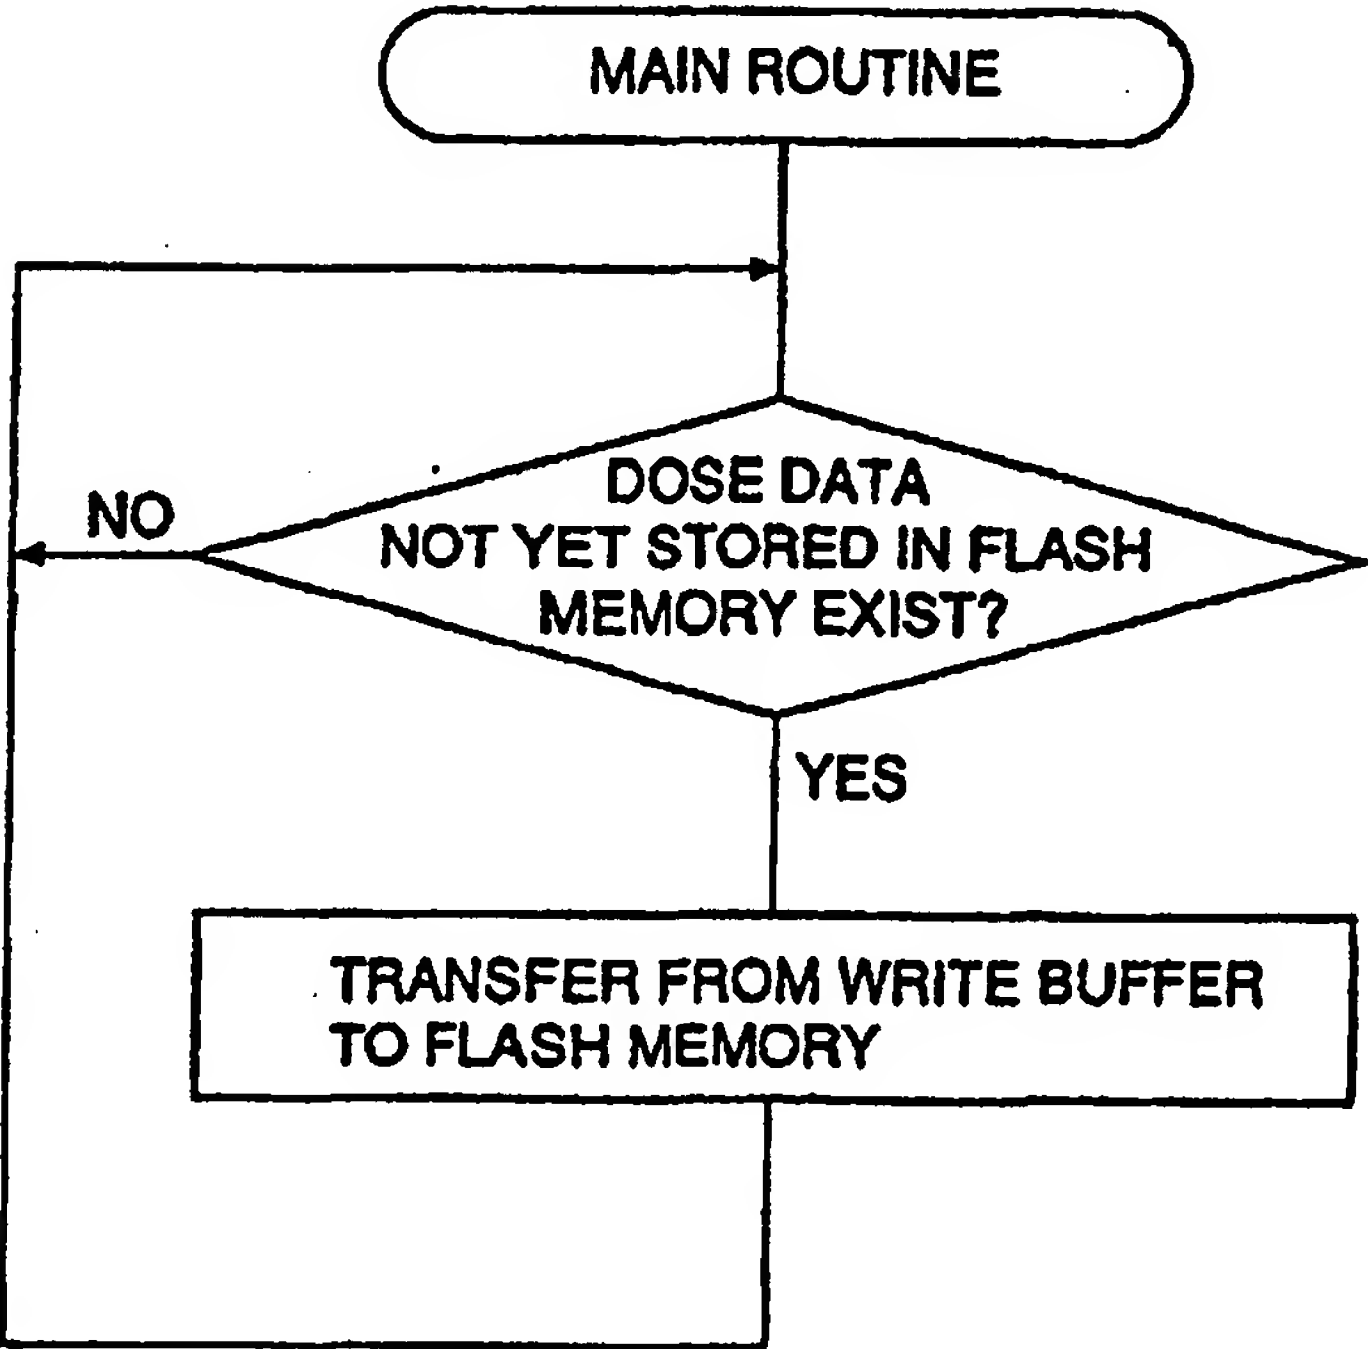 MAIN ROUTINE
DOSE DATA
NOT YET STORED IN FLASH
MEMORY EXIST?
NO
YES
TRANSFER FROM WRITE BUFFER
TO FLASH MEMORY